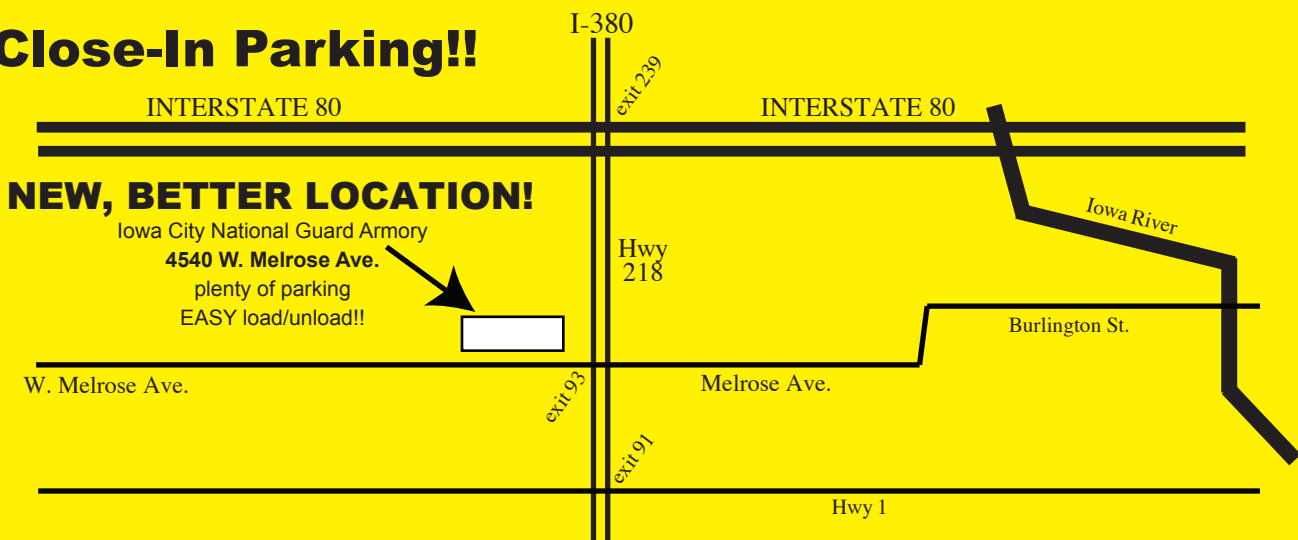 I-380
Close-In Parking!!
exit 239
INTERSTATE 80
INTERSTATE 80
NEW, BETTER LOCATION!
Iowa City National Guard Armory
4540 W. Melrose Ave.
plenty of parking
EASY load/unload!!
Hwy
218
Iowa River
Burlington St.
W. Melrose Ave.
exit 93
Melrose Ave.
exit 91
Hwy 1